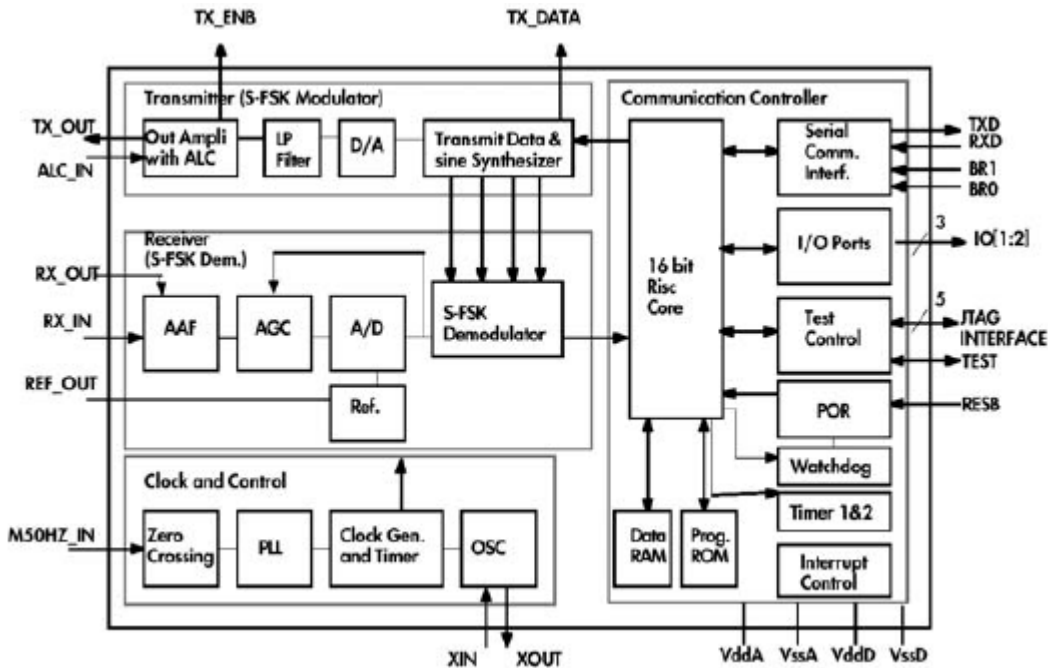 TX_ENB
TX_DATA
Transmitter (S-FSK Modulator)
Communication Controller
TX_OUT
ALC_IN
Out Ampli
with ALC
LP
Filter
D/A
Transmit Data &
sine Synthesizer
Serial
Comm.
Interf.
TXD
RXD
BR1
BR0
Receiver
(S-FSK Dem.)
RX_OUT
RX_IN
REF_OUT
AAF
AGC
A/D
Ref.
S-FSK
Demodulator
16 bit
Risc
Core
I/O Ports
3
IO[1:2]
Test
Control
5
JTAG
INTERFACE
TEST
POR
RESB
Watchdog
Timer 1&2
Interrupt
Control
Data
RAM
Prog.
ROM
Clock and Control
M50HZ_IN
Zero
Crossing
PLL
Clock Gen.
and Timer
OSC
XIN
XOUT
VddA
VssA
VddD
VssD